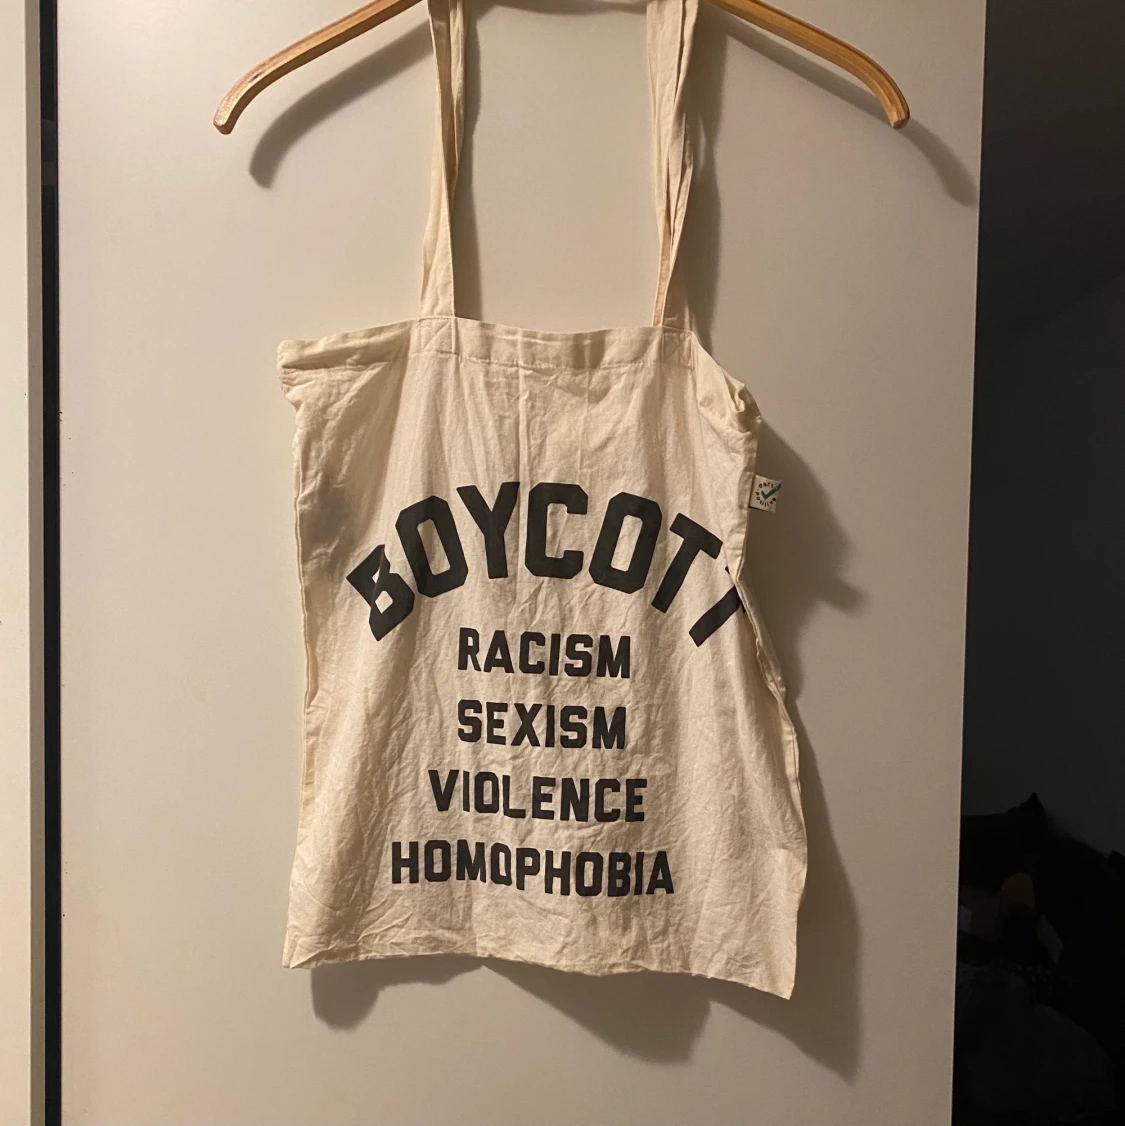 BOYCOTT
RACISM
SEXISM
VIOLENCE
HOMOPHOBIA